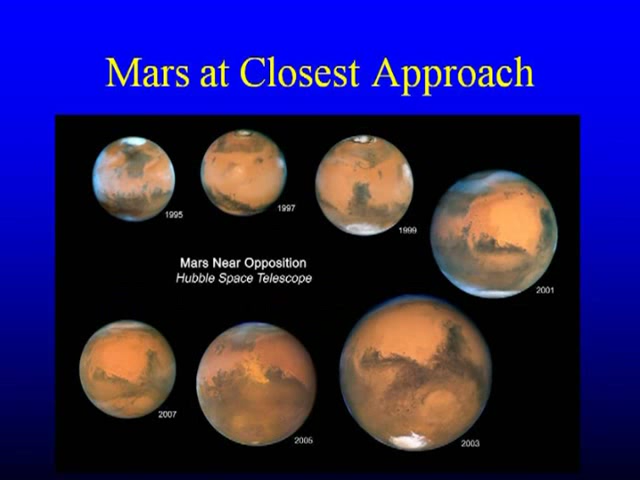 Mars at Closest Approach
1995
1997
1999
2001
Mars Near Opposition
Hubble Space Telescope
2007
2005
2003